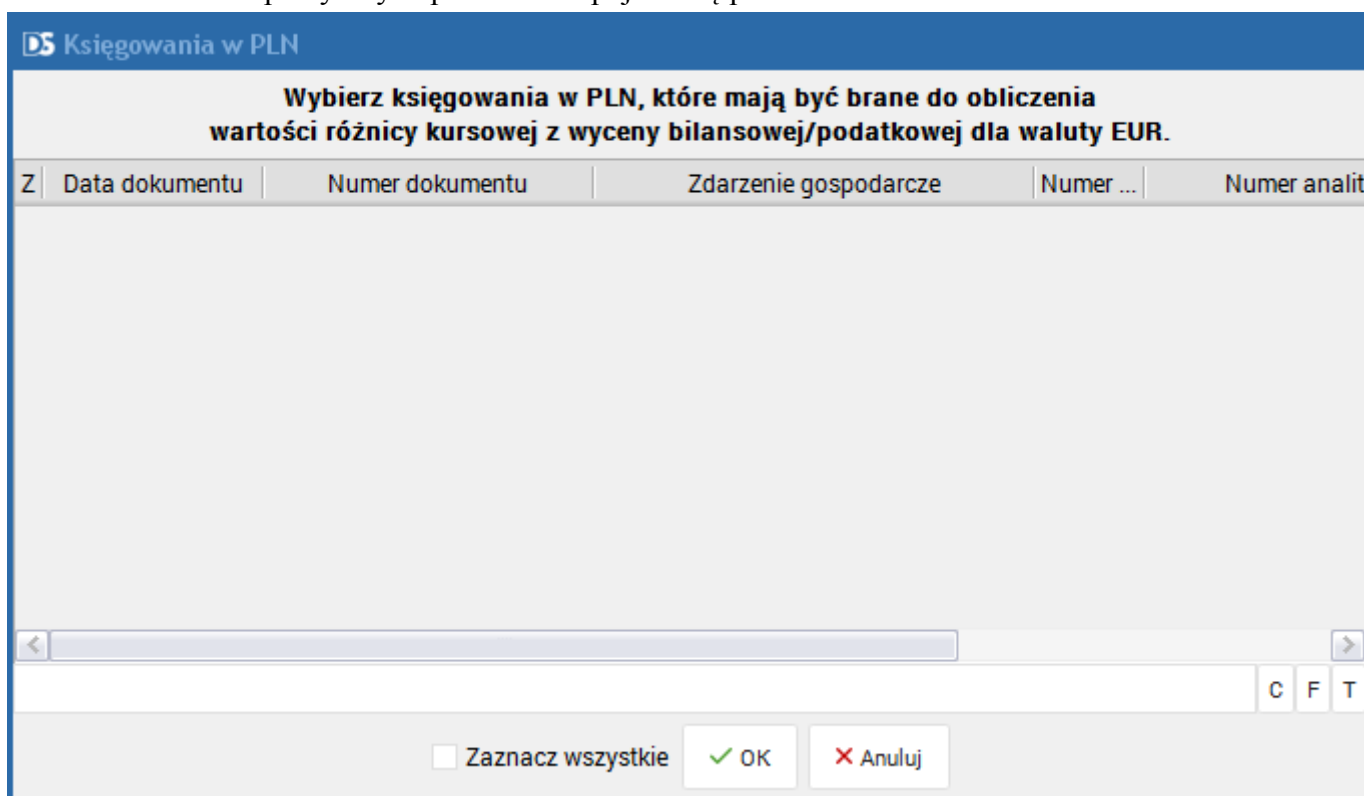 DS Księgowania w PLN
Wybierz księgowania w PLN, które mają być brane do obliczenia
wartości różnicy kursowej z wyceny bilansowej/podatkowej dla waluty EUR.
Z Data dokumentu Numer dokumentu Zdarzenie gospodarcze Numer ... Numer analit
C F T
Zaznacz wszystkie OK Anuluj